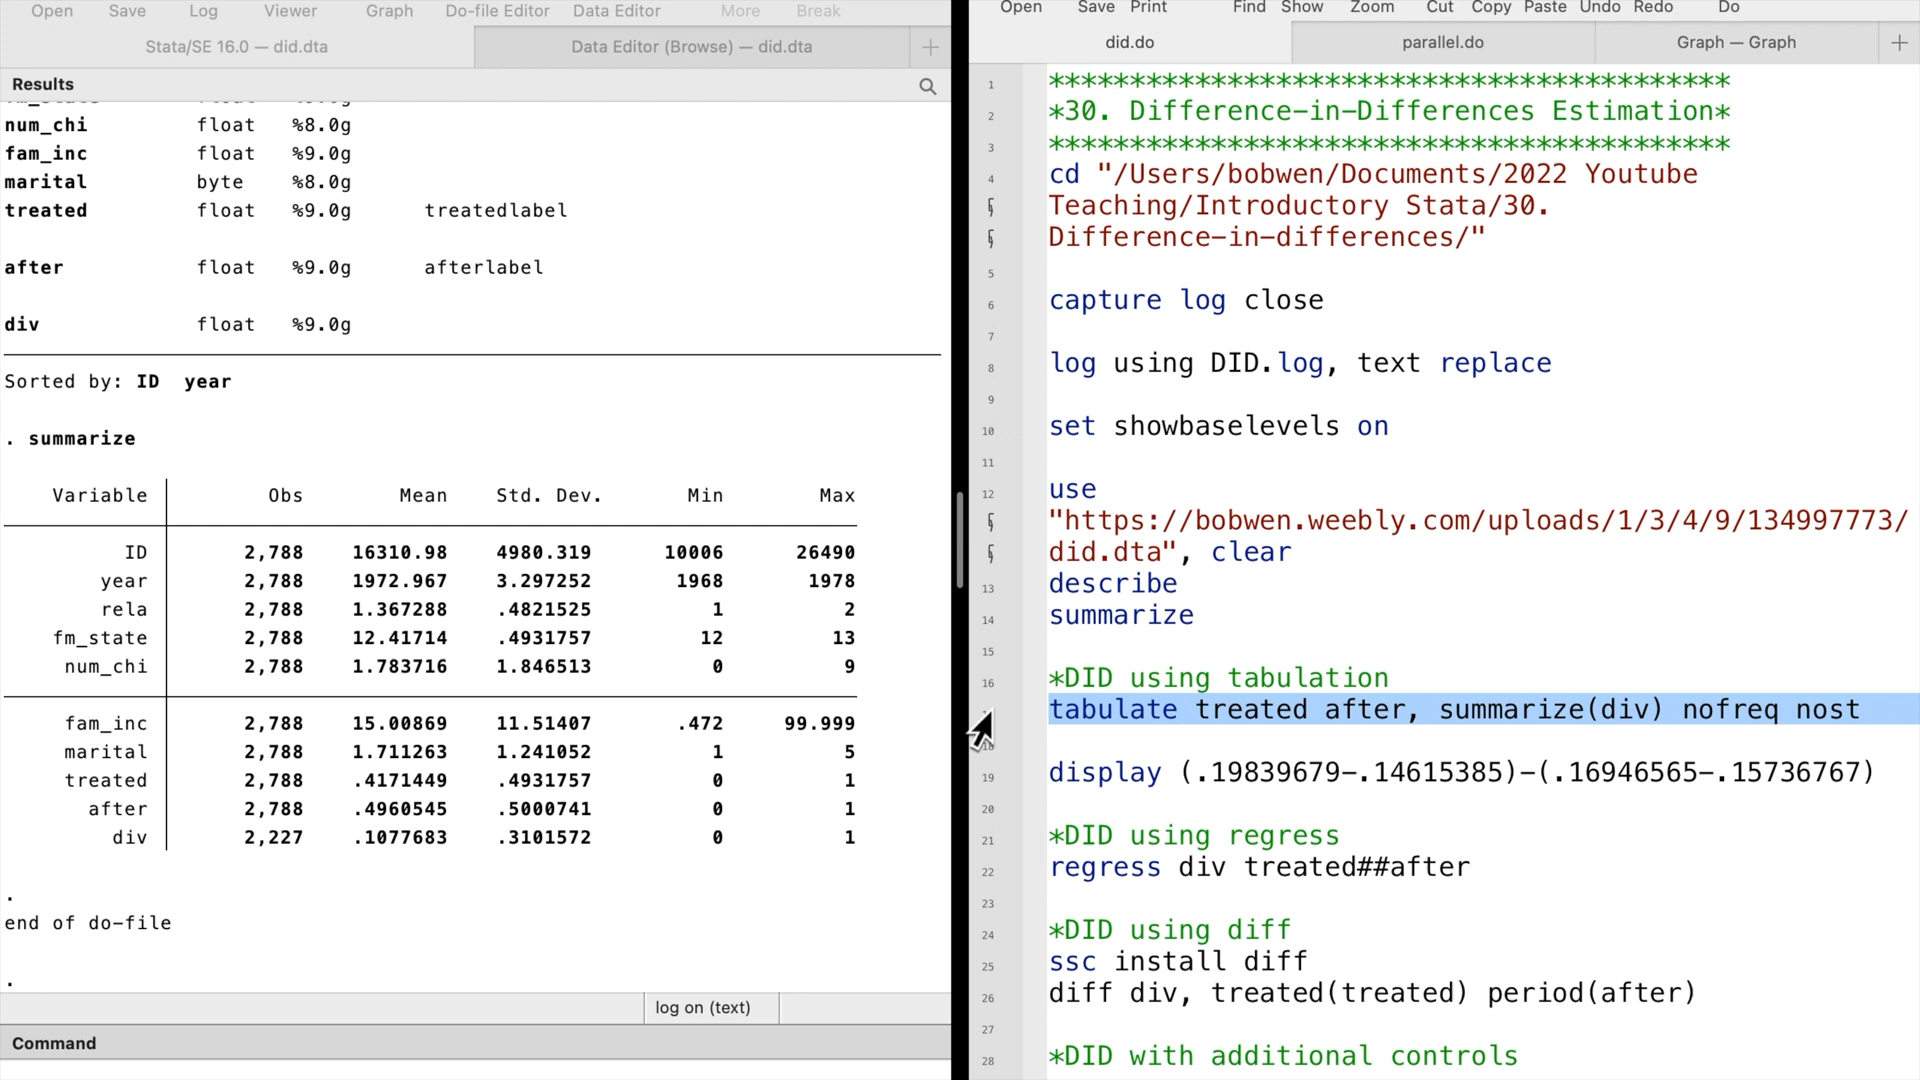 Open Save Log Viewer Graph Do-file Editor Data Editor More Break
Stata/SE 16.0 — did.dta
Data Editor (Browse) — did.dta
Results
num_chi float %8.0g
fam_inc float %9.0g
marital byte %8.0g
treated float %9.0g treatedlabel
after float %9.0g afterlabel
div float %9.0g
Sorted by: ID year
. summarize
Variable Obs Mean Std. Dev. Min Max
ID 2,788 16310.98 4980.319 10006 26490
year 2,788 1972.967 3.297252 1968 1978
rela 2,788 1.367288 .4821525 1 2
fm_state 2,788 12.41714 .4931757 12 13
num_chi 2,788 1.783716 1.846513 0 9
fam_inc 2,788 15.00869 11.51407 .472 99.999
marital 2,788 1.711263 1.241052 1 5
treated 2,788 .4171449 .4931757 0 1
after 2,788 .4960545 .5000741 0 1
div 2,227 .1077683 .3101572 0 1
.
end of do-file
.
log on (text)
Command
Open Save Print Find Show Zoom Cut Copy Paste Undo Redo Do
did.do
parallel.do
Graph — Graph
1 ******************************************
2 *30. Difference-in-Differences Estimation*
3 ******************************************
4 cd "/Users/bobwen/Documents/2022 Youtube
Teaching/Introductory Stata/30.
Difference-in-differences/"
5
6 capture log close
7
8 log using DID.log, text replace
9
10 set showbaselevels on
11
12 use
"https://bobwen.weebly.com/uploads/1/3/4/9/134997773/
did.dta", clear
13 describe
14 summarize
15
16 *DID using tabulation
tabulate treated after, summarize(div) nofreq nost
18
19 display (.19839679-.14615385)-(.16946565-.15736767)
20
21 *DID using regress
22 regress div treated##after
23
24 *DID using diff
25 ssc install diff
26 diff div, treated(treated) period(after)
27
28 *DID with additional controls